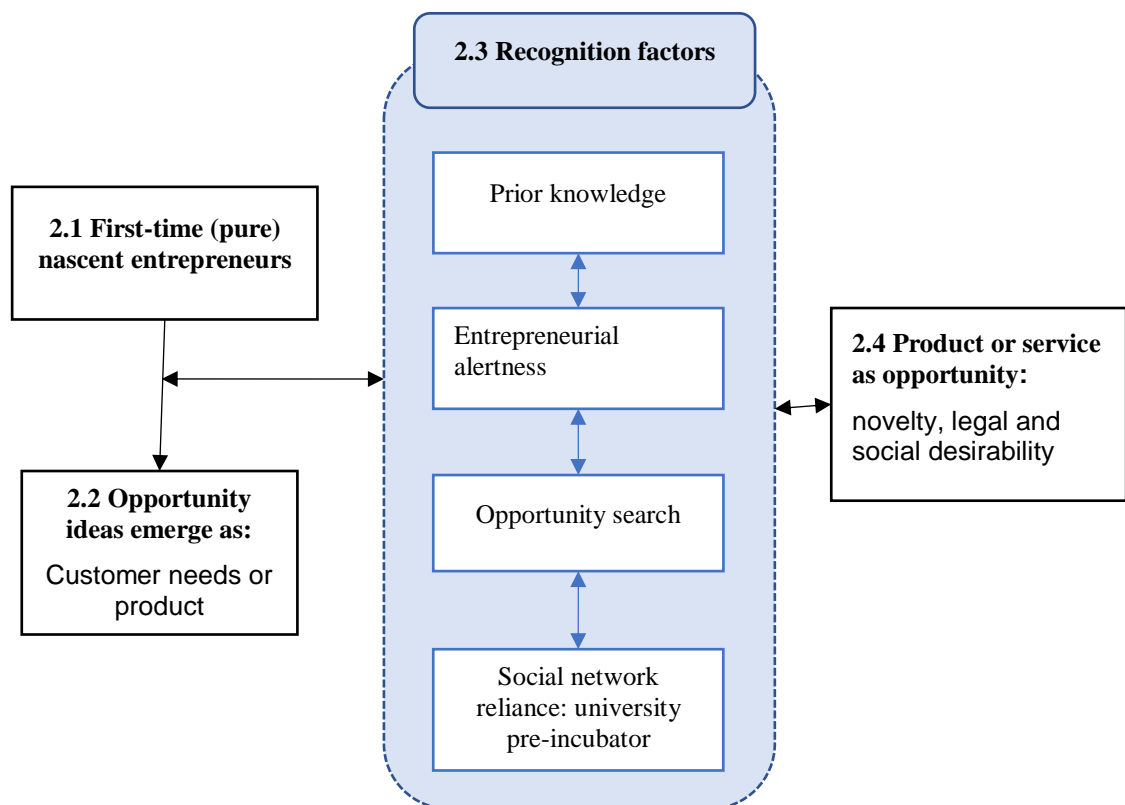 2.3 Recognition factors
Prior knowledge
2.1 First-time (pure)
nascent entrepreneurs
Entrepreneurial
alertness
2.4 Product or service
as opportunity:
novelty, legal and
social desirability
2.2 Opportunity
ideas emerge as:
Customer needs or
product
Opportunity search
Social network
reliance: university
pre-incubator